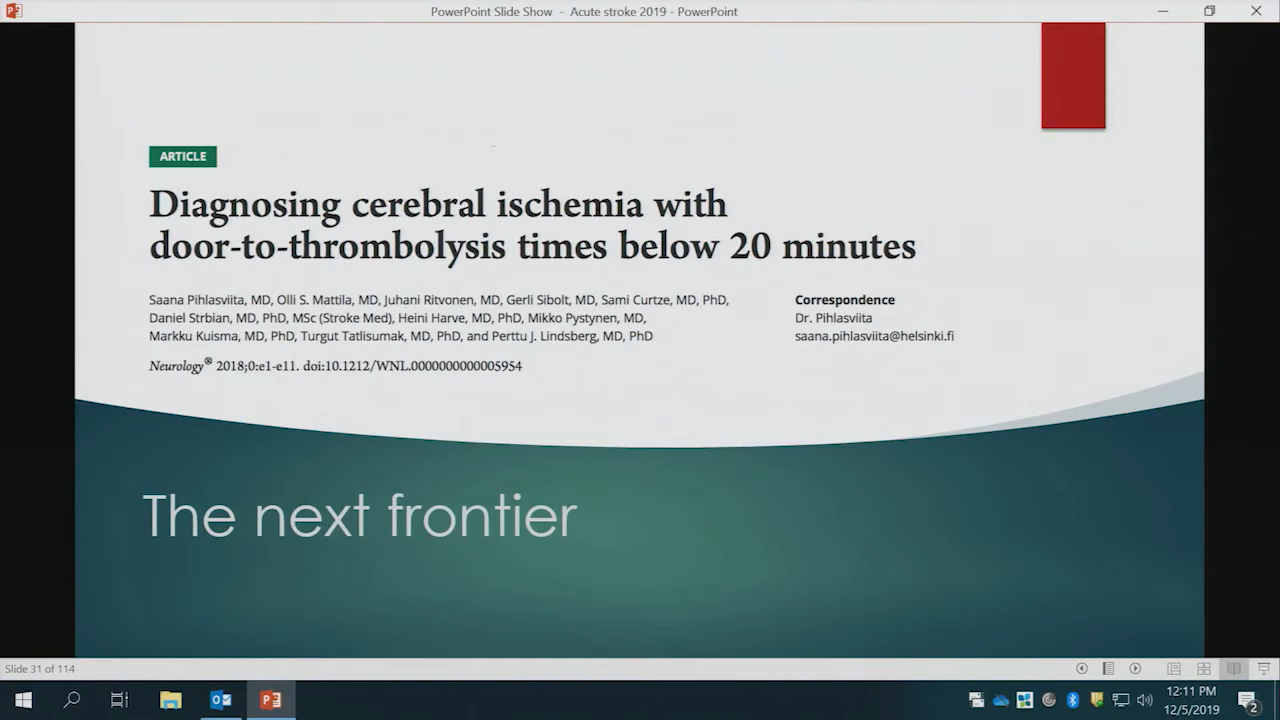 PowerPoint Slide Show - Acute stroke 2019 - PowerPoint
ARTICLE
Diagnosing cerebral ischemia with
door-to-thrombolysis times below 20 minutes
Saana Pihlasviita, MD, Olli S. Mattila, MD, Juhani Ritvonen, MD, Gerli Sibolt, MD, Sami Curtze, MD, PhD,
Daniel Strbian, MD, PhD, MSc (Stroke Med), Heini Harve, MD, PhD, Mikko Pystynen, MD,
Markku Kuisma, MD, PhD, Turgut Tatlisumak, MD, PhD, and Perttu J. Lindsberg, MD, PhD
Correspondence
Dr. Pihlasviita
saana.pihlasviita@helsinki.fi
Neurology® 2018;0:e1-e11. doi:10.1212/WNL.0000000000005954
The next frontier
Slide 31 of 114
12:11 PM
12/5/2019
2